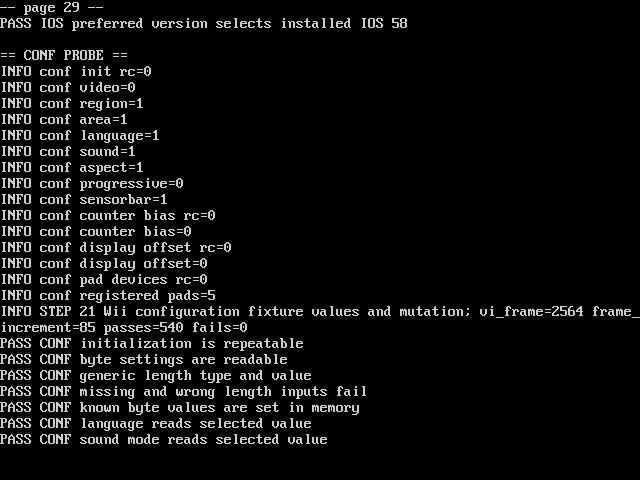 -- page 29 --
PASS IOS preferred version selects installed IOS 58
== CONF PROBE ==
INFO conf init rc=0
INFO conf video=0
INFO conf region=1
INFO conf area=1
INFO conf language=1
INFO conf sound=1
INFO conf aspect=1
INFO conf progressive=0
INFO conf sensorbar=1
INFO conf counter bias rc=0
INFO conf counter bias=0
INFO conf display offset rc=0
INFO conf display offset=0
INFO conf pad devices rc=0
INFO conf registered pads=5
INFO STEP 21 Wii configuration fixture values and mutation; vi_frame=2564 frame_
increment=85 passes=540 fails=0
PASS CONF initialization is repeatable
PASS CONF byte settings are readable
PASS CONF generic length type and value
PASS CONF missing and wrong length inputs fail
PASS CONF known byte values are set in memory
PASS CONF language reads selected value
PASS CONF sound mode reads selected value